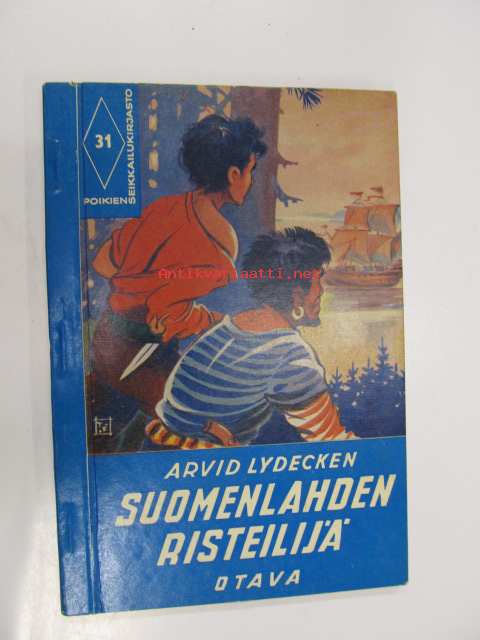 31
POIKIEN
SEIKKAILUKIRJASTO
Antikvariaatti.net
ARVID LYDECKEN
SUOMENLAHDEN
RISTEILIJÄ
OTAVA